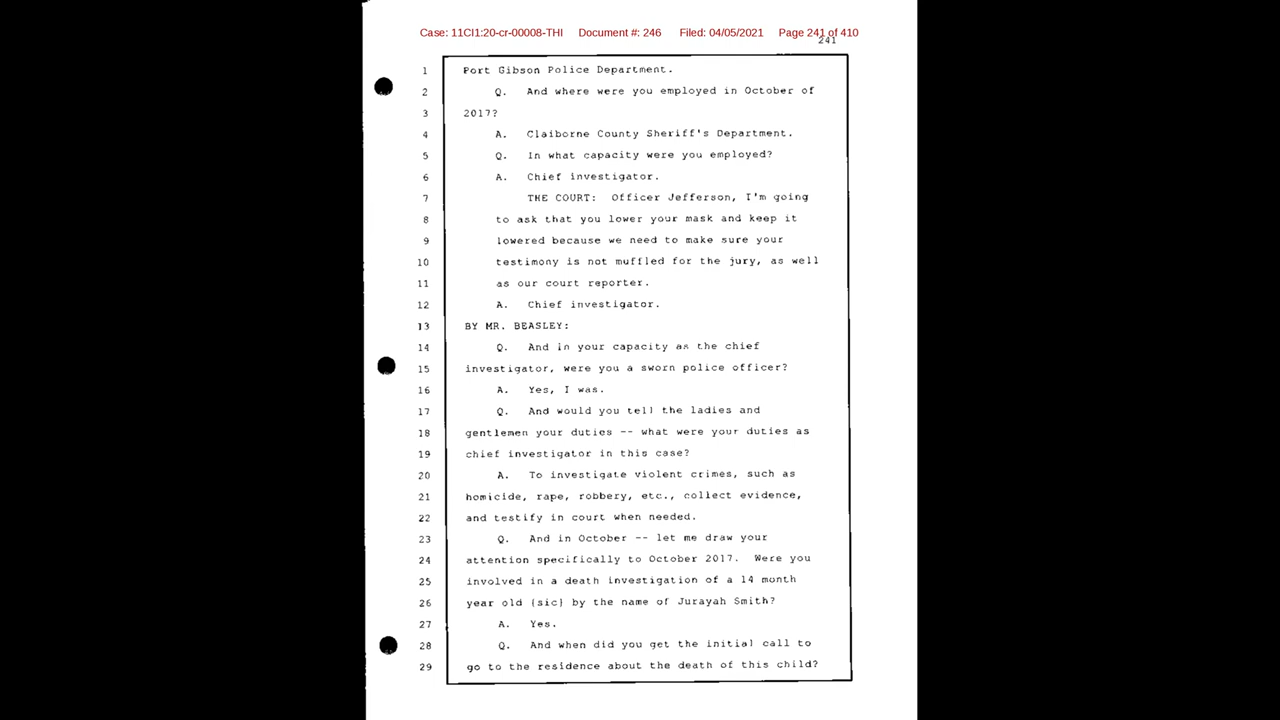 Case: 11CI1:20-cr-00008-THI Document #: 246 Filed: 04/05/2021 Page 241 of 410
241
1 Port Gibson Police Department.
2 Q. And where were you employed in October of
3 2017?
4 A. Claiborne County Sheriff's Department.
5 Q. In what capacity were you employed?
6 A. Chief investigator.
7 THE COURT: Officer Jefferson, I'm going
8 to ask that you lower your mask and keep it
9 lowered because we need to make sure your
10 testimony is not muffled for the jury, as well
11 as our court reporter.
12 A. Chief investigator.
13 BY MR. BEASLEY:
14 Q. And in your capacity as the chief
15 investigator, were you a sworn police officer?
16 A. Yes, I was.
17 Q. And would you tell the ladies and
18 gentlemen your duties -- what were your duties as
19 chief investigator in this case?
20 A. To investigate violent crimes, such as
21 homicide, rape, robbery, etc., collect evidence,
22 and testify in court when needed.
23 Q. And in October -- let me draw your
24 attention specifically to October 2017. Were you
25 involved in a death investigation of a 14 month
26 year old (sic) by the name of Jurayah Smith?
27 A. Yes.
28 Q. And when did you get the initial call to
29 go to the residence about the death of this child?